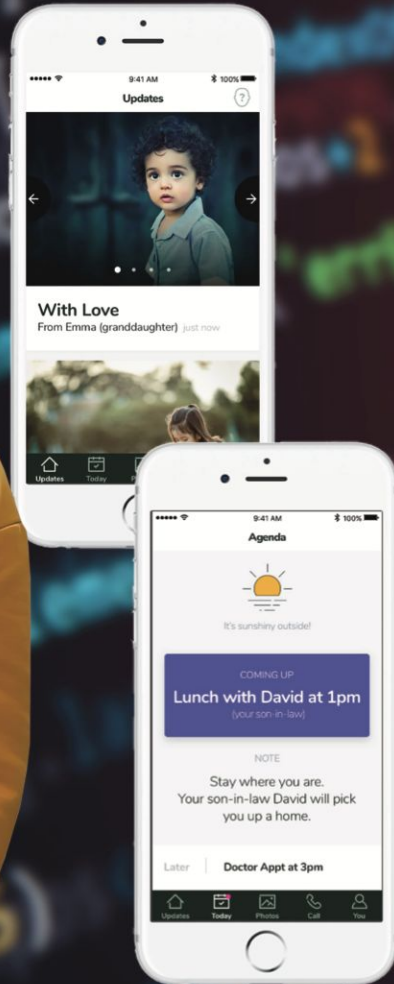 9:41 AM
100%
Updates
?
With Love
From Emma (granddaughter) just now
Updates
Today
9:41 AM
100%
Agenda
It's sunshiny outside!
COMING UP
Lunch with David at 1pm
(your son-in-law)
NOTE
Stay where you are.
Your son-in-law David will pick
you up a home.
Later
Doctor Appt at 3pm
Updates
Today
Photos
Call
You